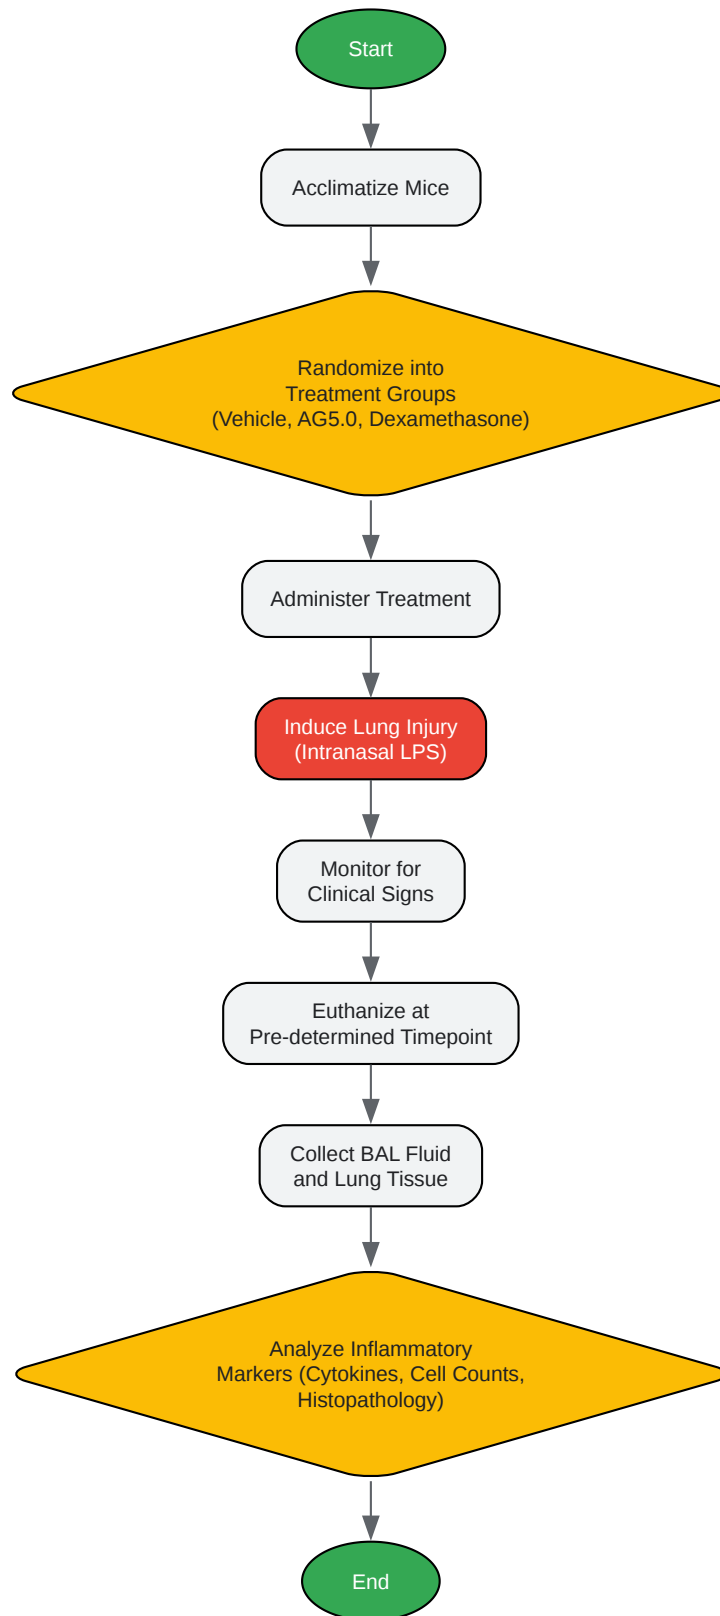 Start
Acclimatize Mice
Randomize into
Treatment Groups
(Vehicle, AG5.0, Dexamethasone)
Administer Treatment
Induce Lung Injury
(Intranasal LPS)
Monitor for
Clinical Signs
Euthanize at
Pre-determined Timepoint
Collect BAL Fluid
and Lung Tissue
Analyze Inflammatory
Markers (Cytokines, Cell Counts,
Histopathology)
End